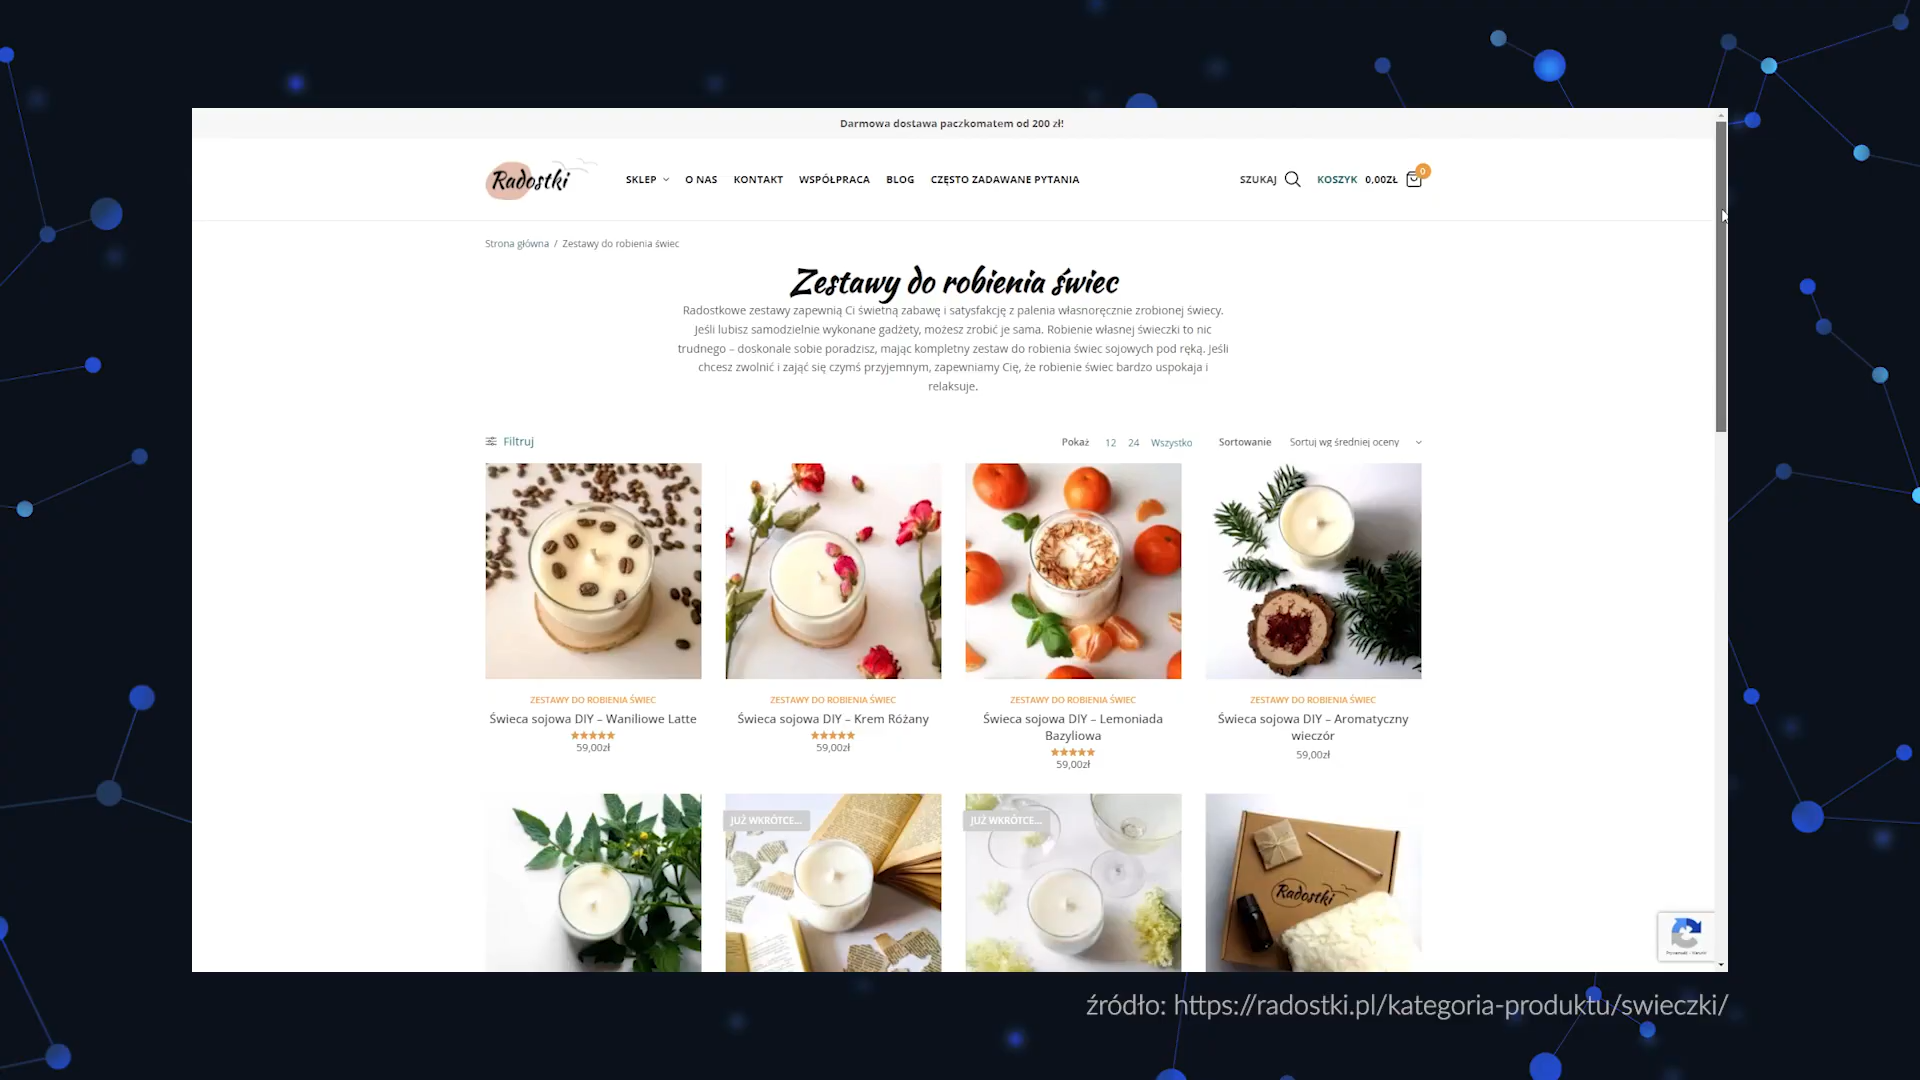 Darmowa dostawa paczkomatem od 200 zł!
Radostki
SKLEP
O NAS
KONTAKT
WSPÓŁPRACA
BLOG
CZĘSTO ZADAWANE PYTANIA
SZUKAJ
KOSZYK 0,00ZŁ
0
Strona główna / Zestawy do robienia świec
Zestawy do robienia świec
Radostkowe zestawy zapewnią Ci świetną zabawę i satysfakcję z palenia własnoręcznie zrobionej świecy.
Jeśli lubisz samodzielnie wykonane gadżety, możesz zrobić je sama. Robienie własnej świeczki to nic
trudnego – doskonale sobie poradzisz, mając kompletny zestaw do robienia świec sojowych pod ręką. Jeśli
chcesz zwolnić i zająć się czymś przyjemnym, zapewniamy Cię, że robienie świec bardzo uspokaja i
relaksuje.
Filtruj
Pokaż 12 24 Wszystko
Sortowanie Sortuj wg średniej oceny
ZESTAWY DO ROBIENIA ŚWIEC
Świeca sojowa DIY – Waniliowe Latte
59,00zł
ZESTAWY DO ROBIENIA ŚWIEC
Świeca sojowa DIY – Krem Różany
59,00zł
ZESTAWY DO ROBIENIA ŚWIEC
Świeca sojowa DIY – Lemoniada
Bazyliowa
59,00zł
ZESTAWY DO ROBIENIA ŚWIEC
Świeca sojowa DIY – Aromatyczny
wieczór
59,00zł
JUŻ WKRÓTCE...
JUŻ WKRÓTCE...
Radostki
źródło: https://radostki.pl/kategoria-produktu/swieczki/